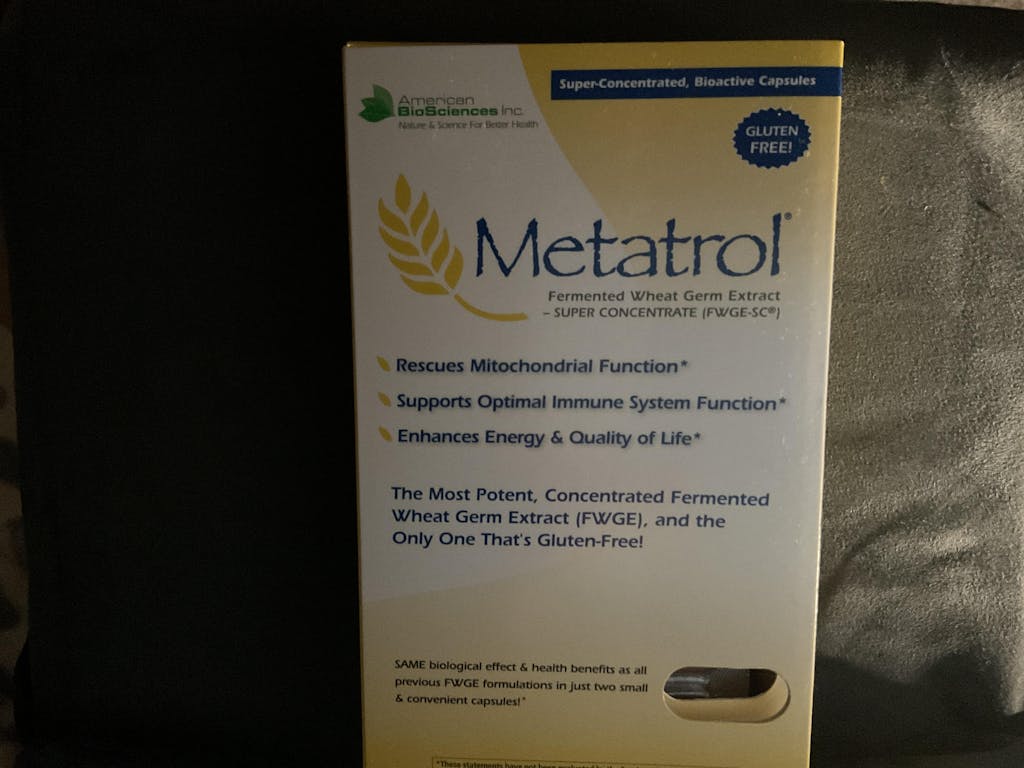 American
BioSciences Inc.
Nature & Science For Better Health
Super-Concentrated, Bioactive Capsules
GLUTEN
FREE!
Metatrol®
Fermented Wheat Germ Extract
– SUPER CONCENTRATE (FWGE-SC®)
Rescues Mitochondrial Function*
Supports Optimal Immune System Function*
Enhances Energy & Quality of Life*
The Most Potent, Concentrated Fermented
Wheat Germ Extract (FWGE), and the
Only One That's Gluten-Free!
SAME biological effect & health benefits as all
previous FWGE formulations in just two small
& convenient capsules!*
*These statements have not been evaluated by the